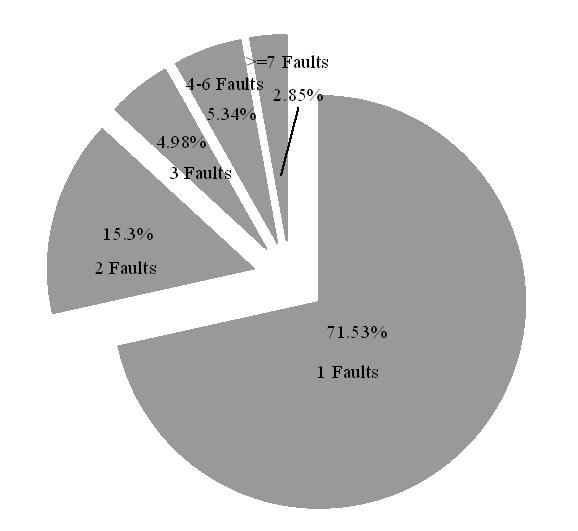 >=7 Faults
2.85%
4-6 Faults
5.34%
4.98%
3 Faults
15.3%
2 Faults
71.53%
1 Faults